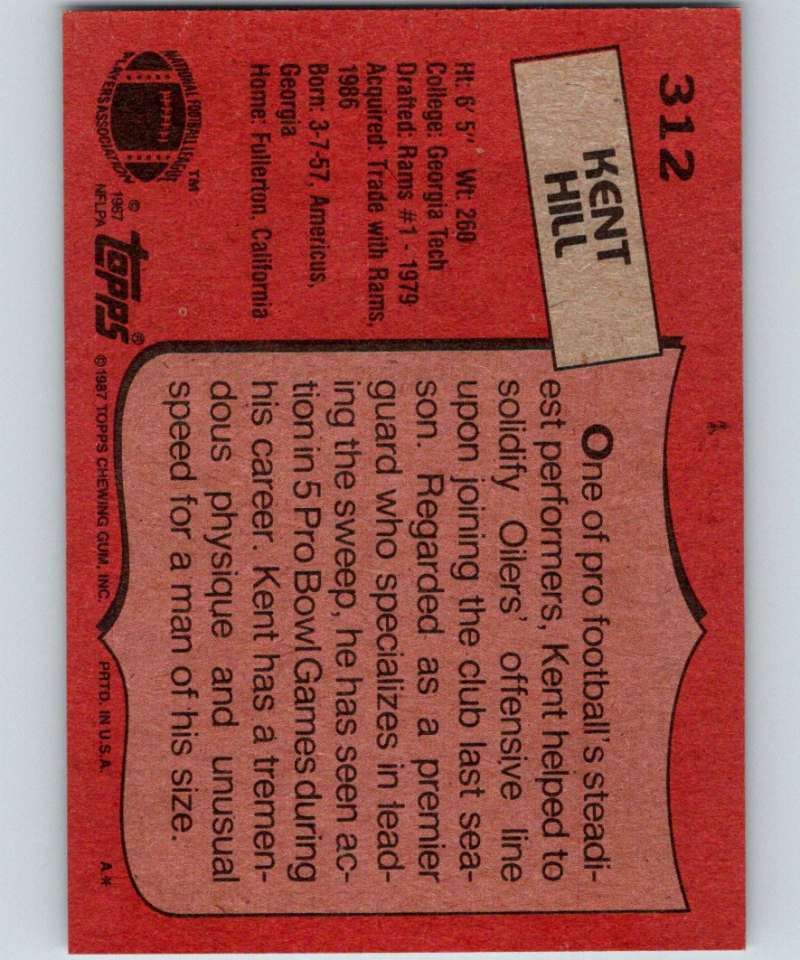 312
KENT
HILL
Ht: 6' 5" Wt: 260
College: Georgia Tech
Drafted: Rams #1 - 1979
Acquired: Trade with Rams,
1986
Born: 3-7-57, Americus,
Georgia
Home: Fullerton, California
NATIONAL FOOTBALL LEAGUE
PLAYERS ASSOCIATION
TM
© 1987
NFLPA
topps®
One of pro football's steadi-
est performers, Kent helped to
solidify Oilers' offensive line
upon joining the club last sea-
son. Regarded as a premier
guard who specializes in lead-
ing the sweep, he has seen ac-
tion in 5 Pro Bowl Games during
his career. Kent has a tremen-
dous physique and unusual
speed for a man of his size.
©1987 TOPPS CHEWING GUM, INC. PRTD. IN U.S.A. A*